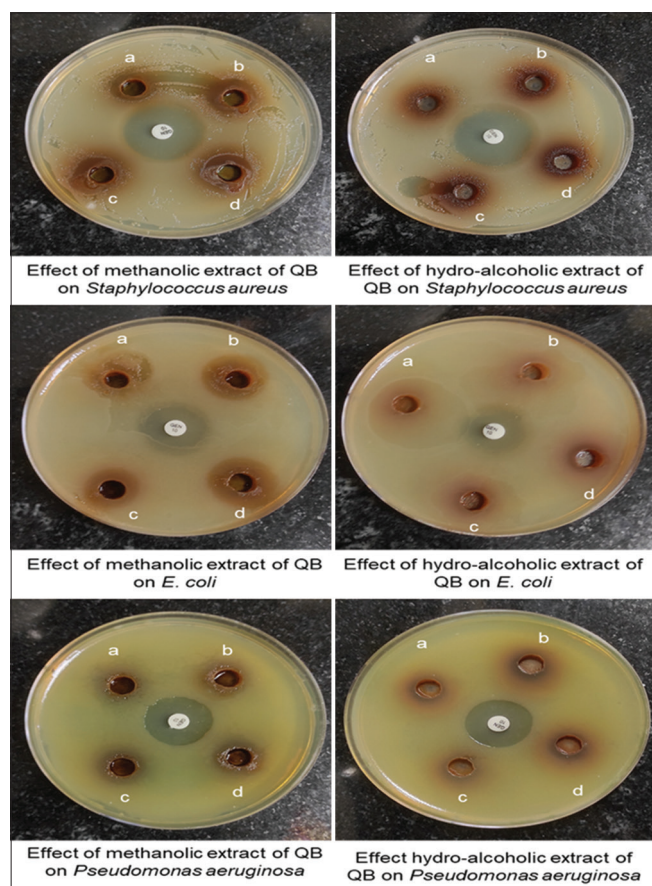 a
b
c
d
a
b
c
d
Effect of methanolic extract of QB
on Staphylococcus aureus
Effect of hydro-alcoholic extract of
QB on Staphylococcus aureus
a
b
c
d
a
b
c
d
Effect of methanolic extract of QB
on E. coli
Effect of hydro-alcoholic extract of
QB on E. coli
a
b
c
d
a
b
c
d
Effect of methanolic extract of QB
on Pseudomonas aeruginosa
Effect hydro-alcoholic extract of
QB on Pseudomonas aeruginosa